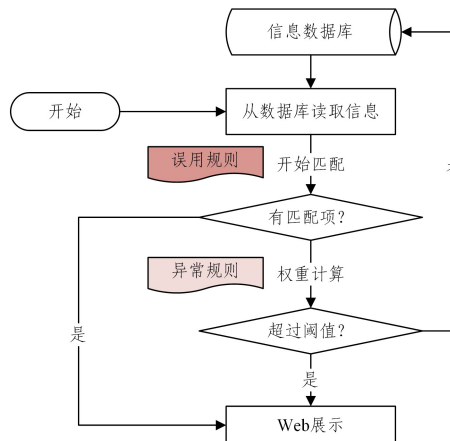 信息数据库
开始
从数据库读取信息
误用规则
开始匹配
有匹配项?
异常规则
权重计算
超过阈值?
是
是
Web展示